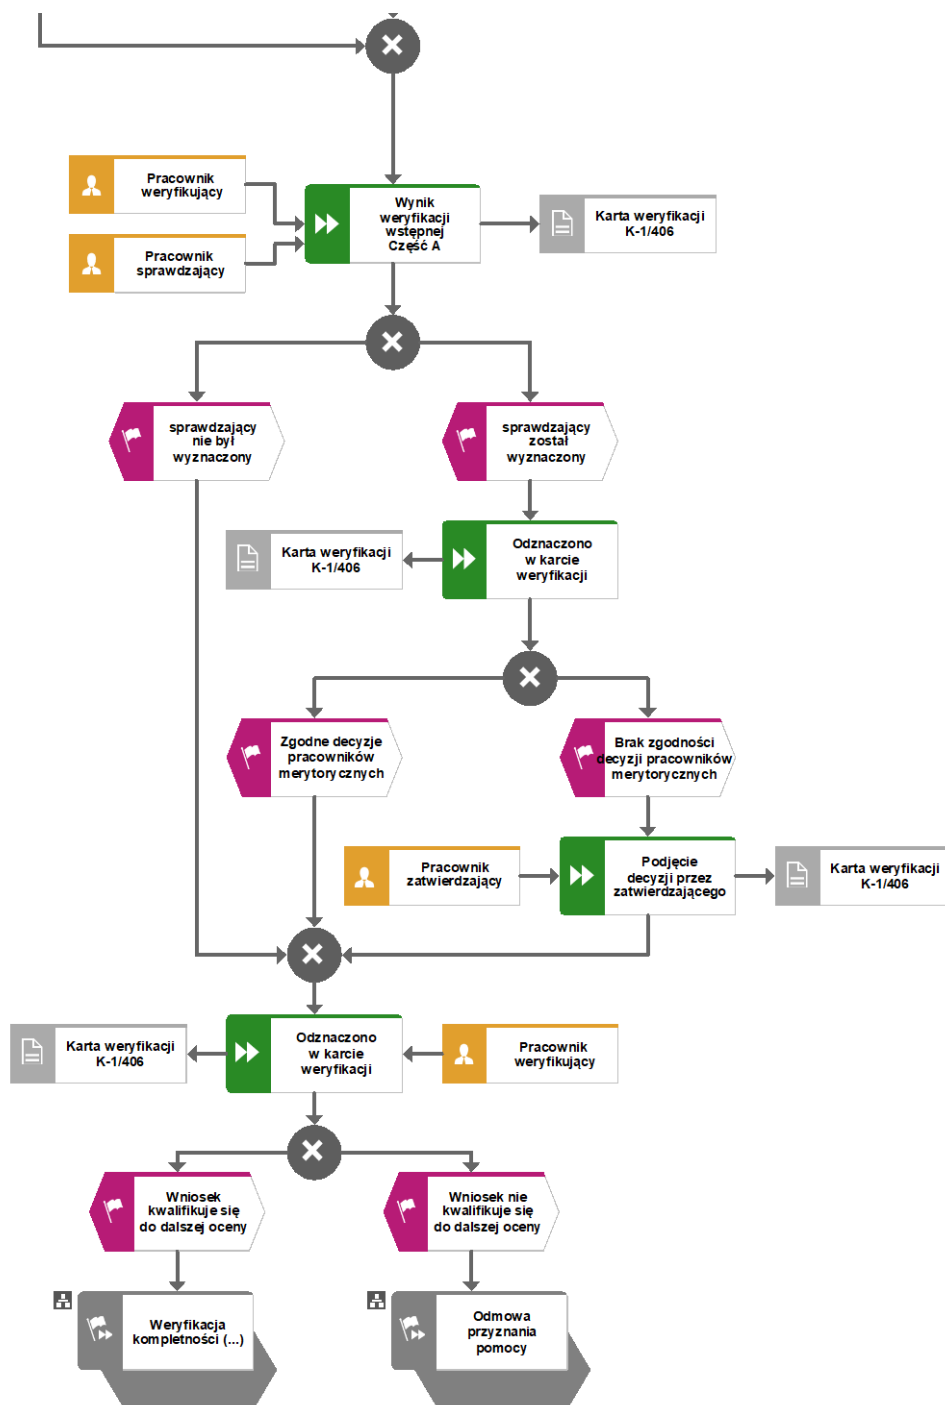 Pracownik
weryfikujący
Wynik
weryfikacji
wstępnej
Część A
Karta weryfikacji
K-1/406
Pracownik
sprawdzający
sprawdzający
nie był
wyznaczony
sprawdzający
został
wyznaczony
Karta weryfikacji
K-1/406
Odznaczono
w karcie
weryfikacji
Zgodne decyzje
pracowników
merytorycznych
Brak zgodności
decyzji pracowników
merytorycznych
Pracownik
zatwierdzający
Podjęcie
decyzji przez
zatwierdzającego
Karta weryfikacji
K-1/406
Karta weryfikacji
K-1/406
Odznaczono
w karcie
weryfikacji
Pracownik
weryfikujący
Wniosek
kwalifikuje się
do dalszej oceny
Wniosek nie
kwalifikuje się
do dalszej oceny
Weryfikacja
kompletności (...)
Odmowa
przyznania
pomocy